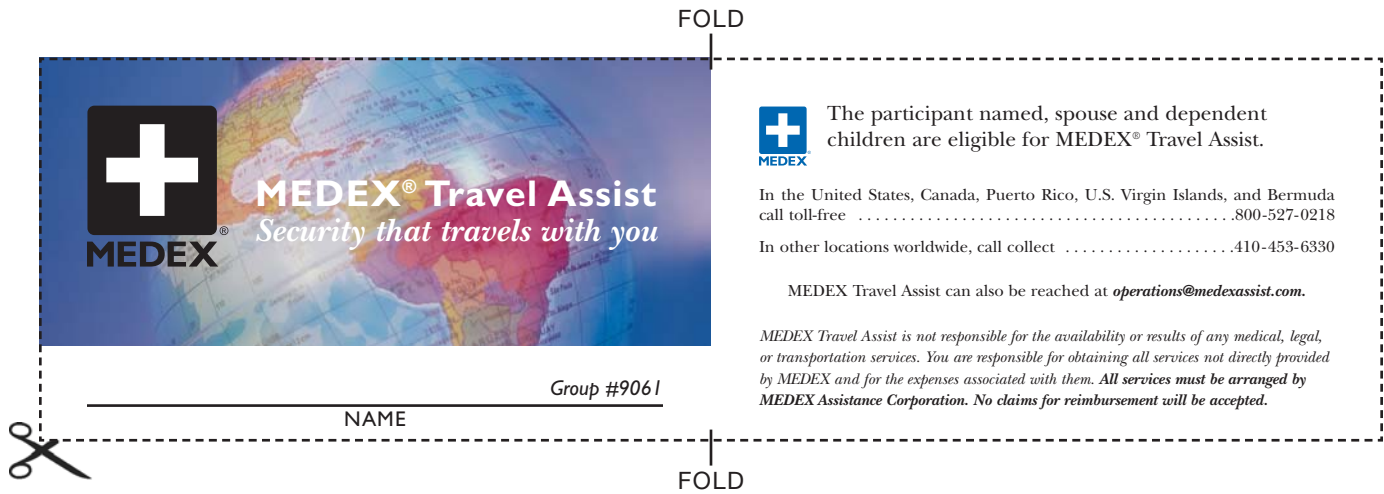 FOLD
MEDEX®
MEDEX® Travel Assist
Security that travels with you
Group #9061
NAME
MEDEX®
The participant named, spouse and dependent
children are eligible for MEDEX® Travel Assist.
In the United States, Canada, Puerto Rico, U.S. Virgin Islands, and Bermuda
call toll-free . . . . . . . . . . . . . . . . . . . . . . . . . . . . . . . . . . . . . . . . . . . .800-527-0218
In other locations worldwide, call collect . . . . . . . . . . . . . . . . . . . .410-453-6330
MEDEX Travel Assist can also be reached at operations@medexassist.com.
MEDEX Travel Assist is not responsible for the availability or results of any medical, legal,
or transportation services. You are responsible for obtaining all services not directly provided
by MEDEX and for the expenses associated with them. All services must be arranged by
MEDEX Assistance Corporation. No claims for reimbursement will be accepted.
FOLD